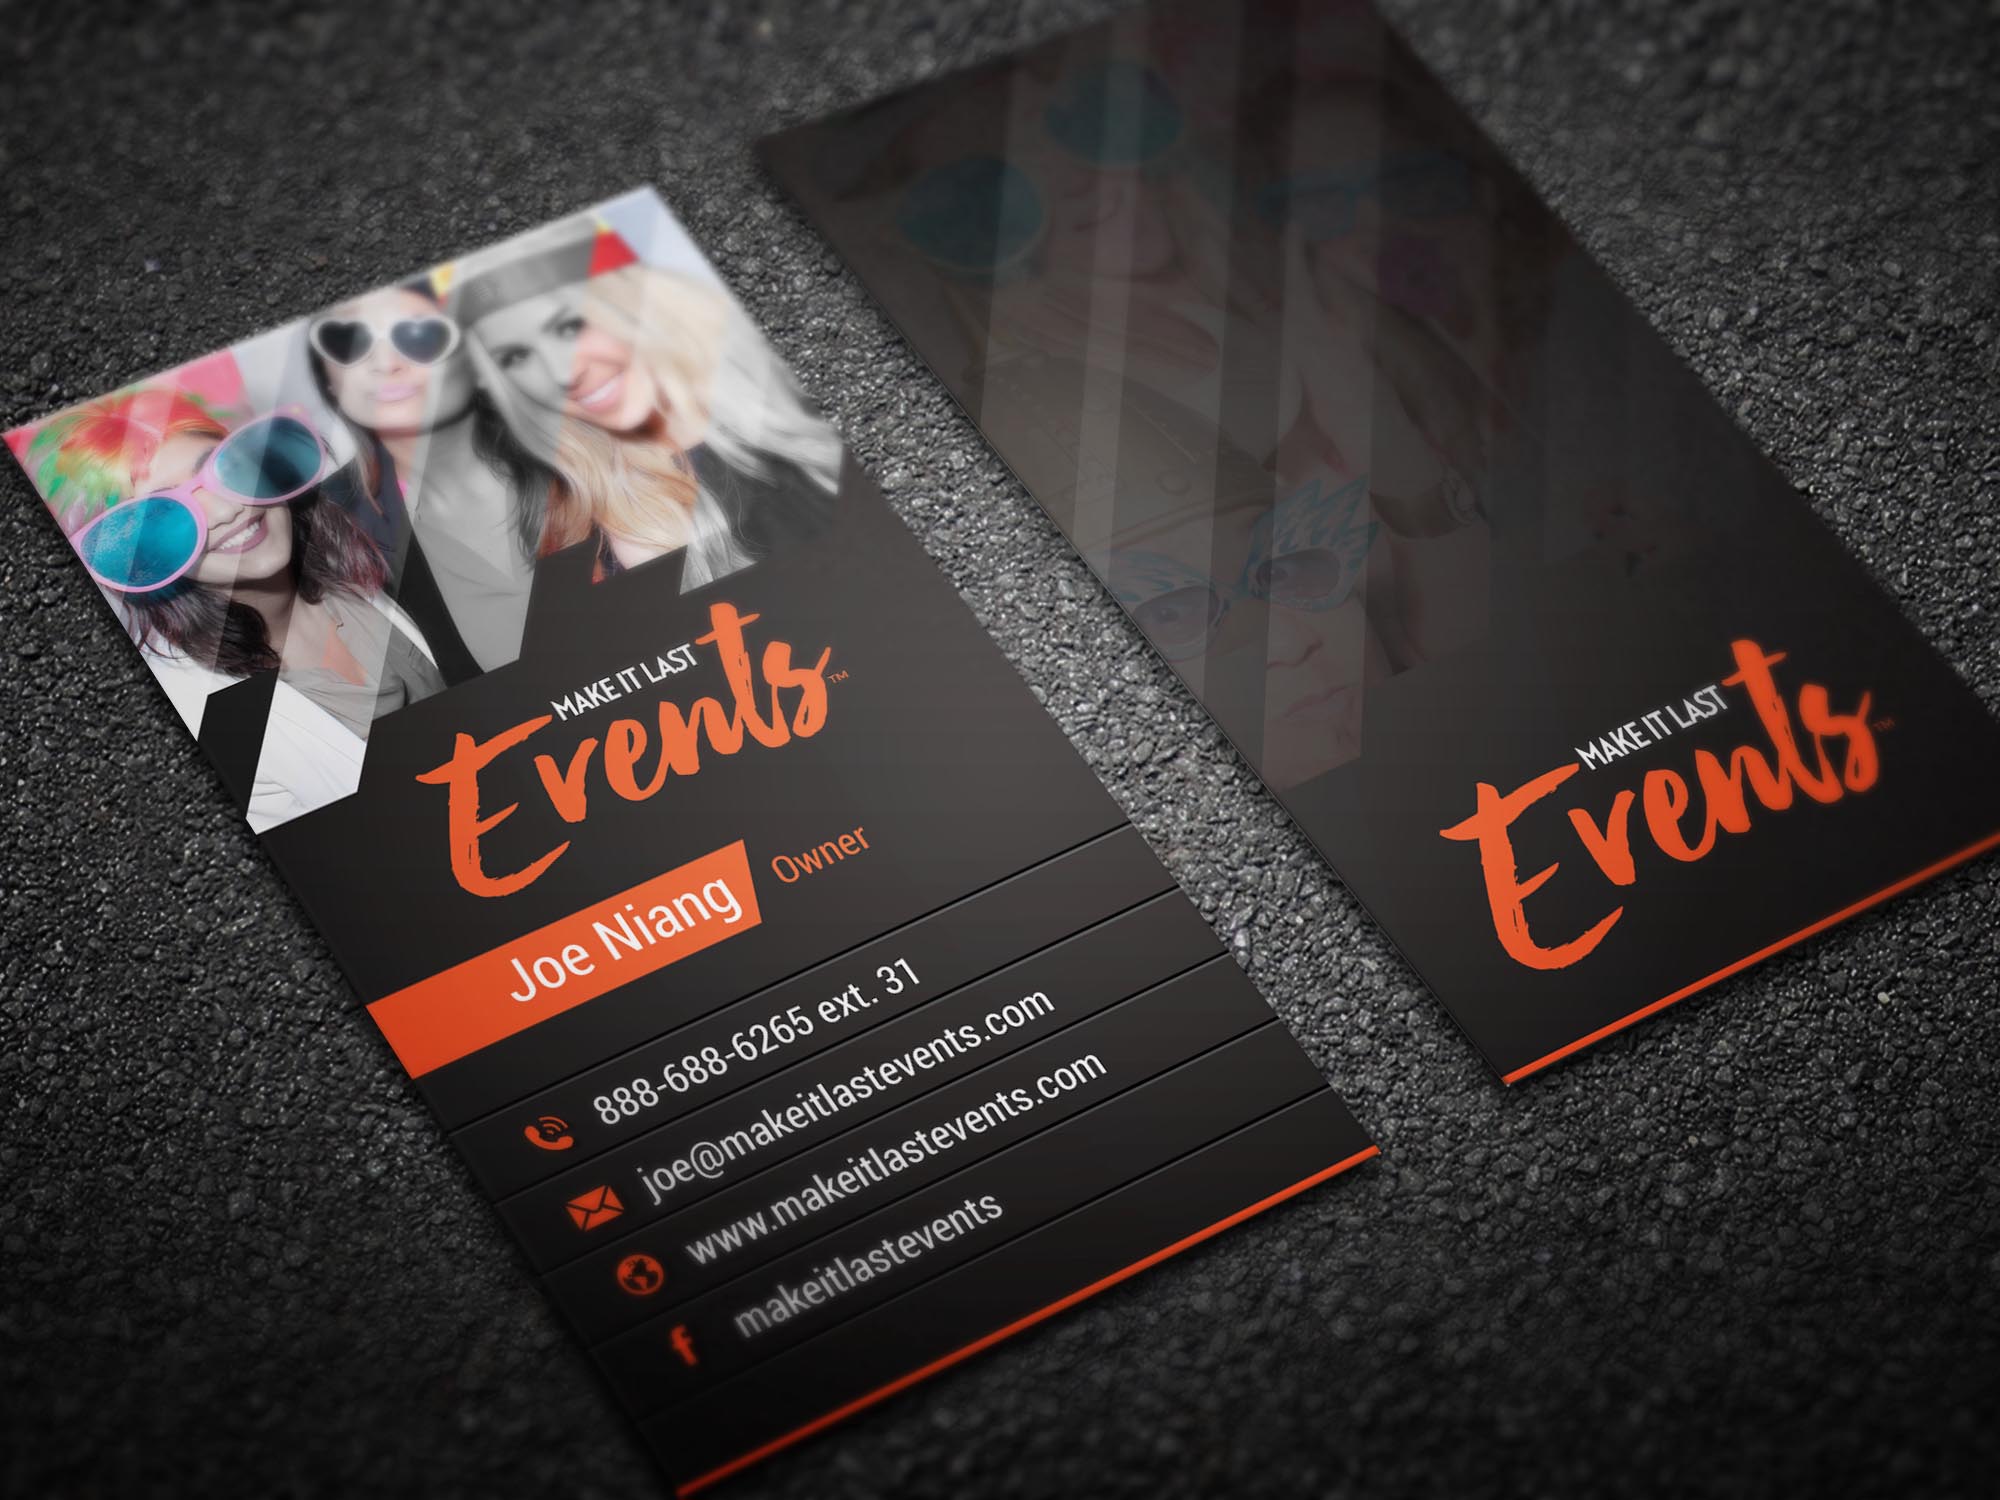 MAKE IT LAST
Events™
Joe Niang
Owner
888-688-6265 ext. 31
joe@makeitlastevents.com
www.makeitlastevents.com
makeitlastevents
MAKE IT LAST
Events™